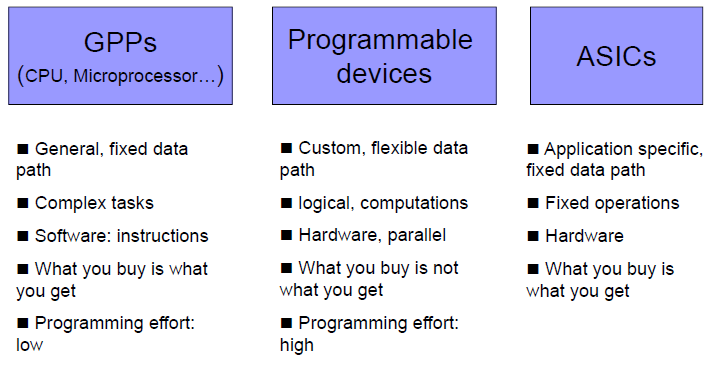 GPPs
(CPU, Microprocessor…)
■ General, fixed data
path
■ Complex tasks
■ Software: instructions
■ What you buy is what
you get
■ Programming effort:
low
Programmable
devices
■ Custom, flexible data
path
■ logical, computations
■ Hardware, parallel
■ What you buy is not
what you get
■ Programming effort:
high
ASICs
■ Application specific,
fixed data path
■ Fixed operations
■ Hardware
■ What you buy is
what you get